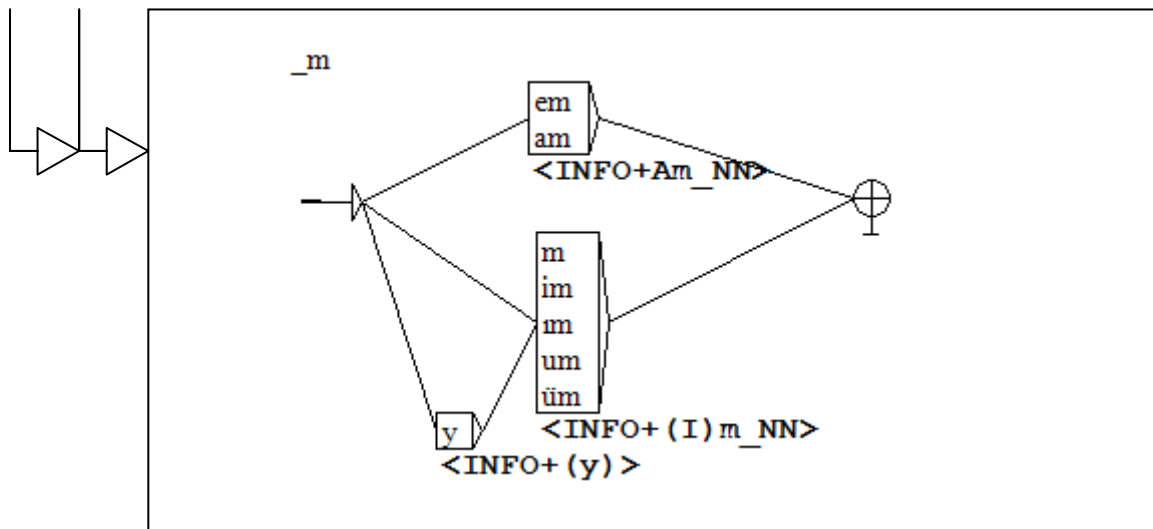 _m
em
am
<INFO+Am_NN>
m
im
ım
um
üm
<INFO+(I)m_NN>
y
<INFO+(y)>